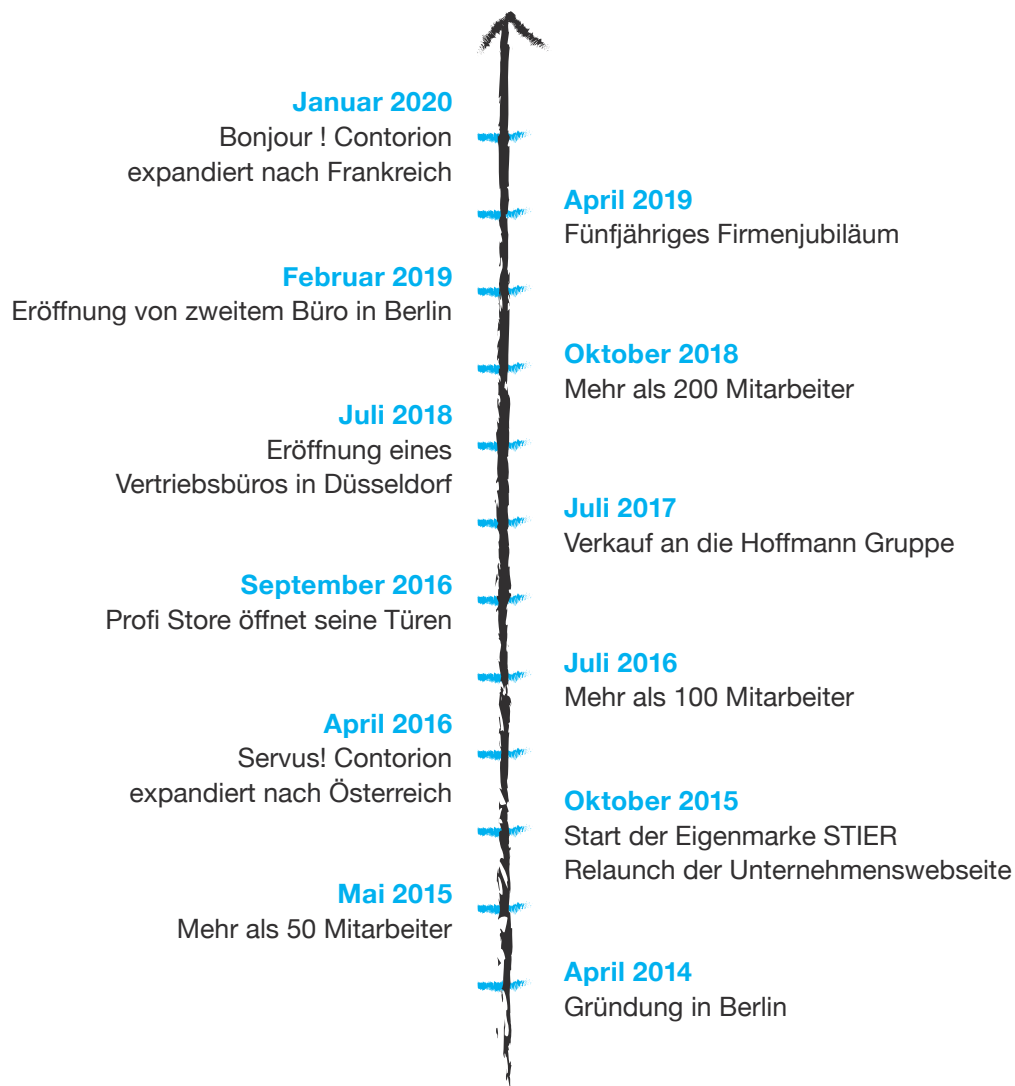 Januar 2020
Bonjour ! Contorion
expandiert nach Frankreich
April 2019
Fünfjähriges Firmenjubiläum
Februar 2019
Eröffnung von zweitem Büro in Berlin
Oktober 2018
Mehr als 200 Mitarbeiter
Juli 2018
Eröffnung eines
Vertriebsbüros in Düsseldorf
Juli 2017
Verkauf an die Hoffmann Gruppe
September 2016
Profi Store öffnet seine Türen
Juli 2016
Mehr als 100 Mitarbeiter
April 2016
Servus! Contorion
expandiert nach Österreich
Oktober 2015
Start der Eigenmarke STIER
Relaunch der Unternehmenswebseite
Mai 2015
Mehr als 50 Mitarbeiter
April 2014
Gründung in Berlin